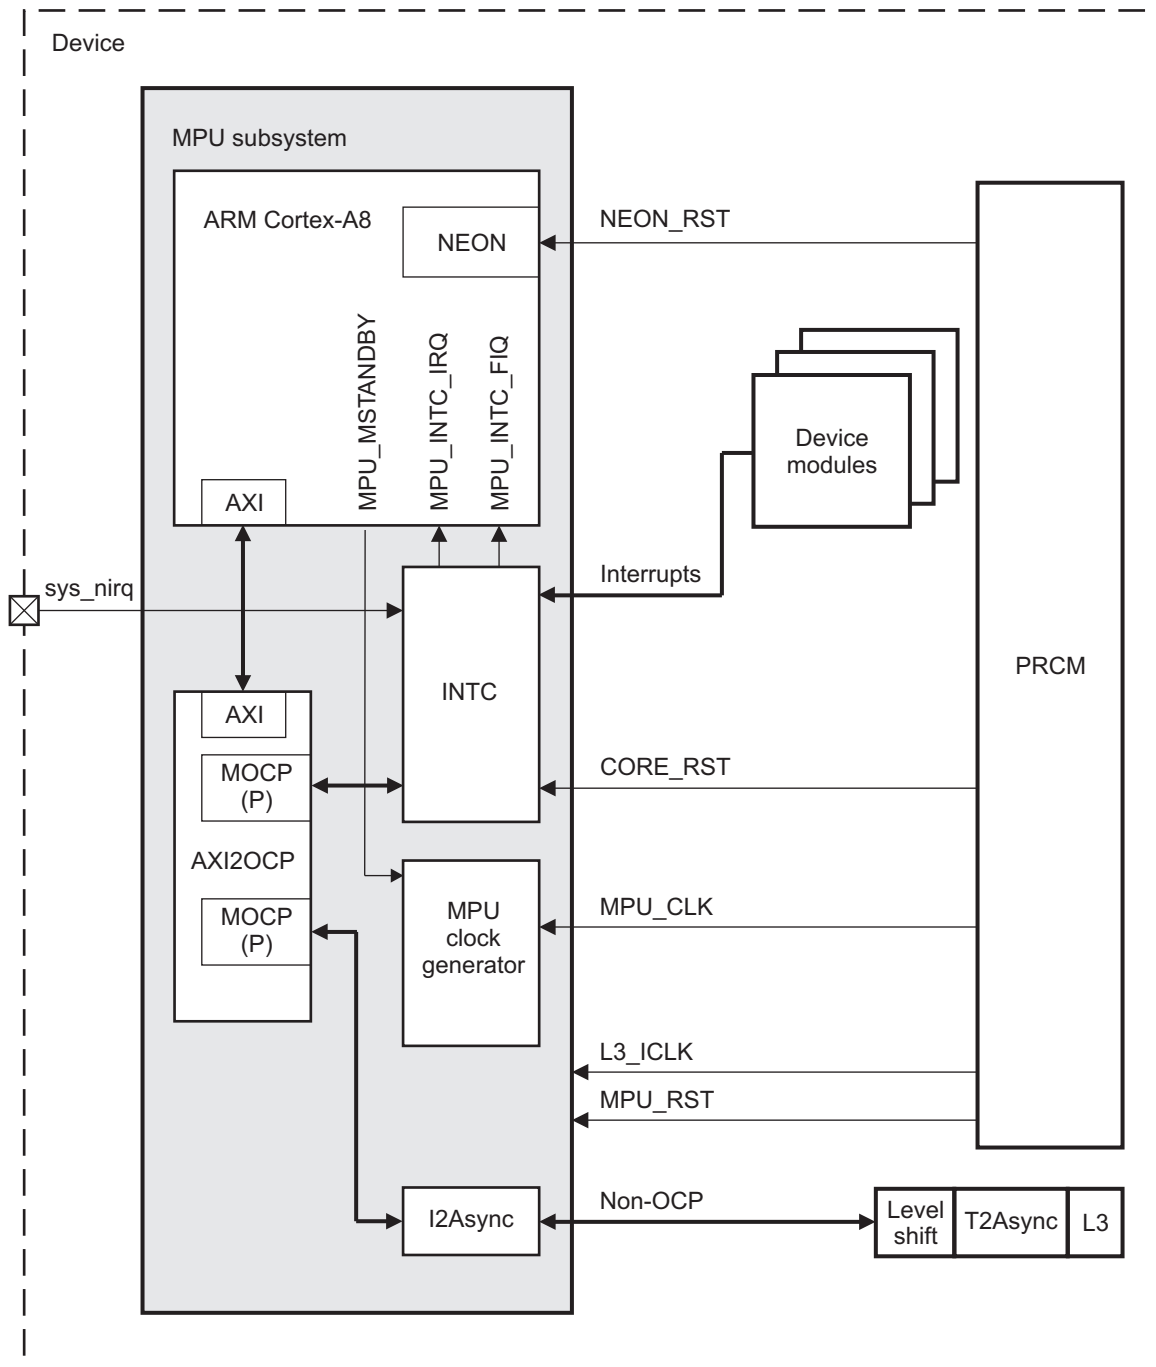 Device
MPU subsystem
ARM Cortex-A8
NEON
NEON_RST
MPU_MSTANDBY
MPU_INTC_IRQ
MPU_INTC_FIQ
Device
modules
AXI
Interrupts
sys_nirq
PRCM
INTC
AXI
MOCP
(P)
CORE_RST
AXI2OCP
MOCP
(P)
MPU
clock
generator
MPU_CLK
L3_ICLK
MPU_RST
I2Async
Non-OCP
Level
shift
T2Async
L3